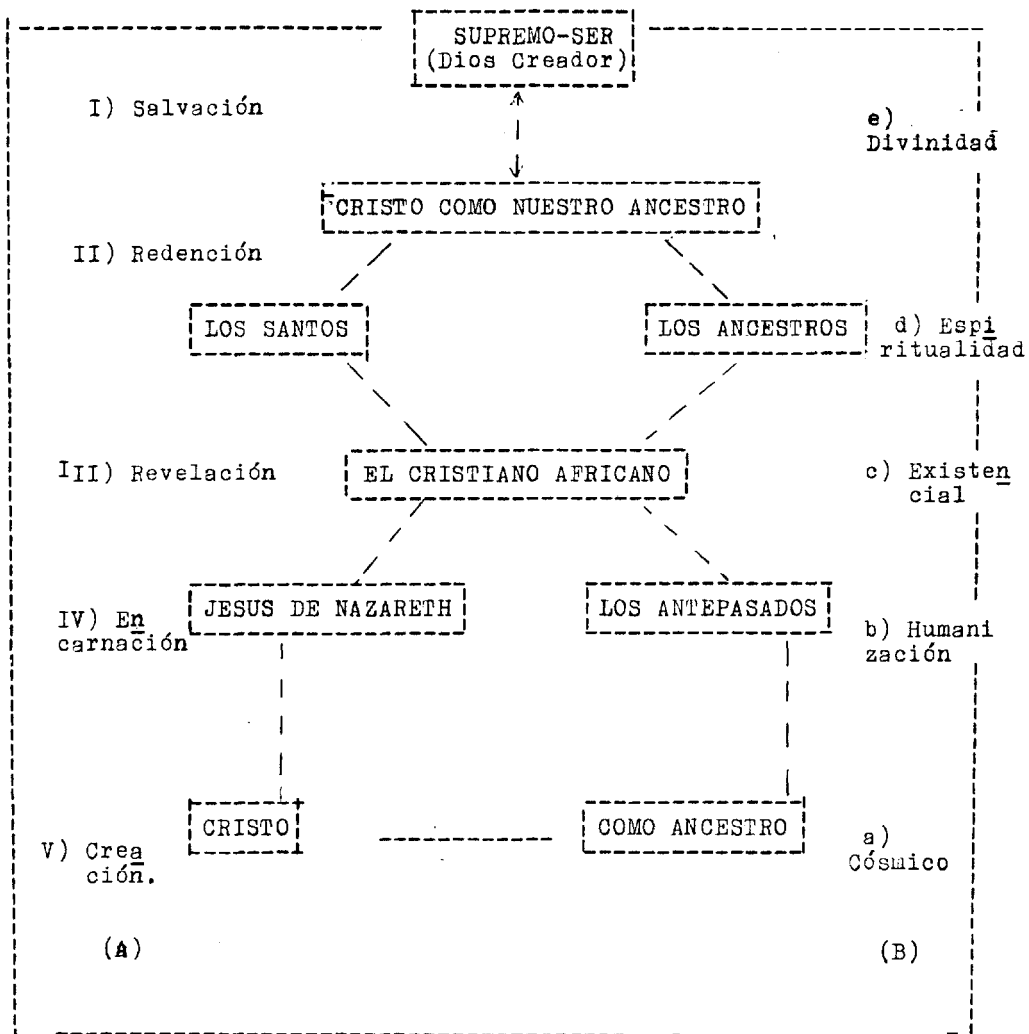 SUPREMO-SER
(Dios Creador)
I) Salvación
e)
Divinidad
CRISTO COMO NUESTRO ANCESTRO
II) Redención
LOS SANTOS
LOS ANCESTROS
d) Espi
ritualidad
III) Revelación
EL CRISTIANO AFRICANO
c) Existen
cial
IV) En
carnación
JESUS DE NAZARETH
LOS ANTEPASADOS
b) Humani
zación
CRISTO
COMO ANCESTRO
V) Crea
ción.
a)
Cósmico
(A)
(B)